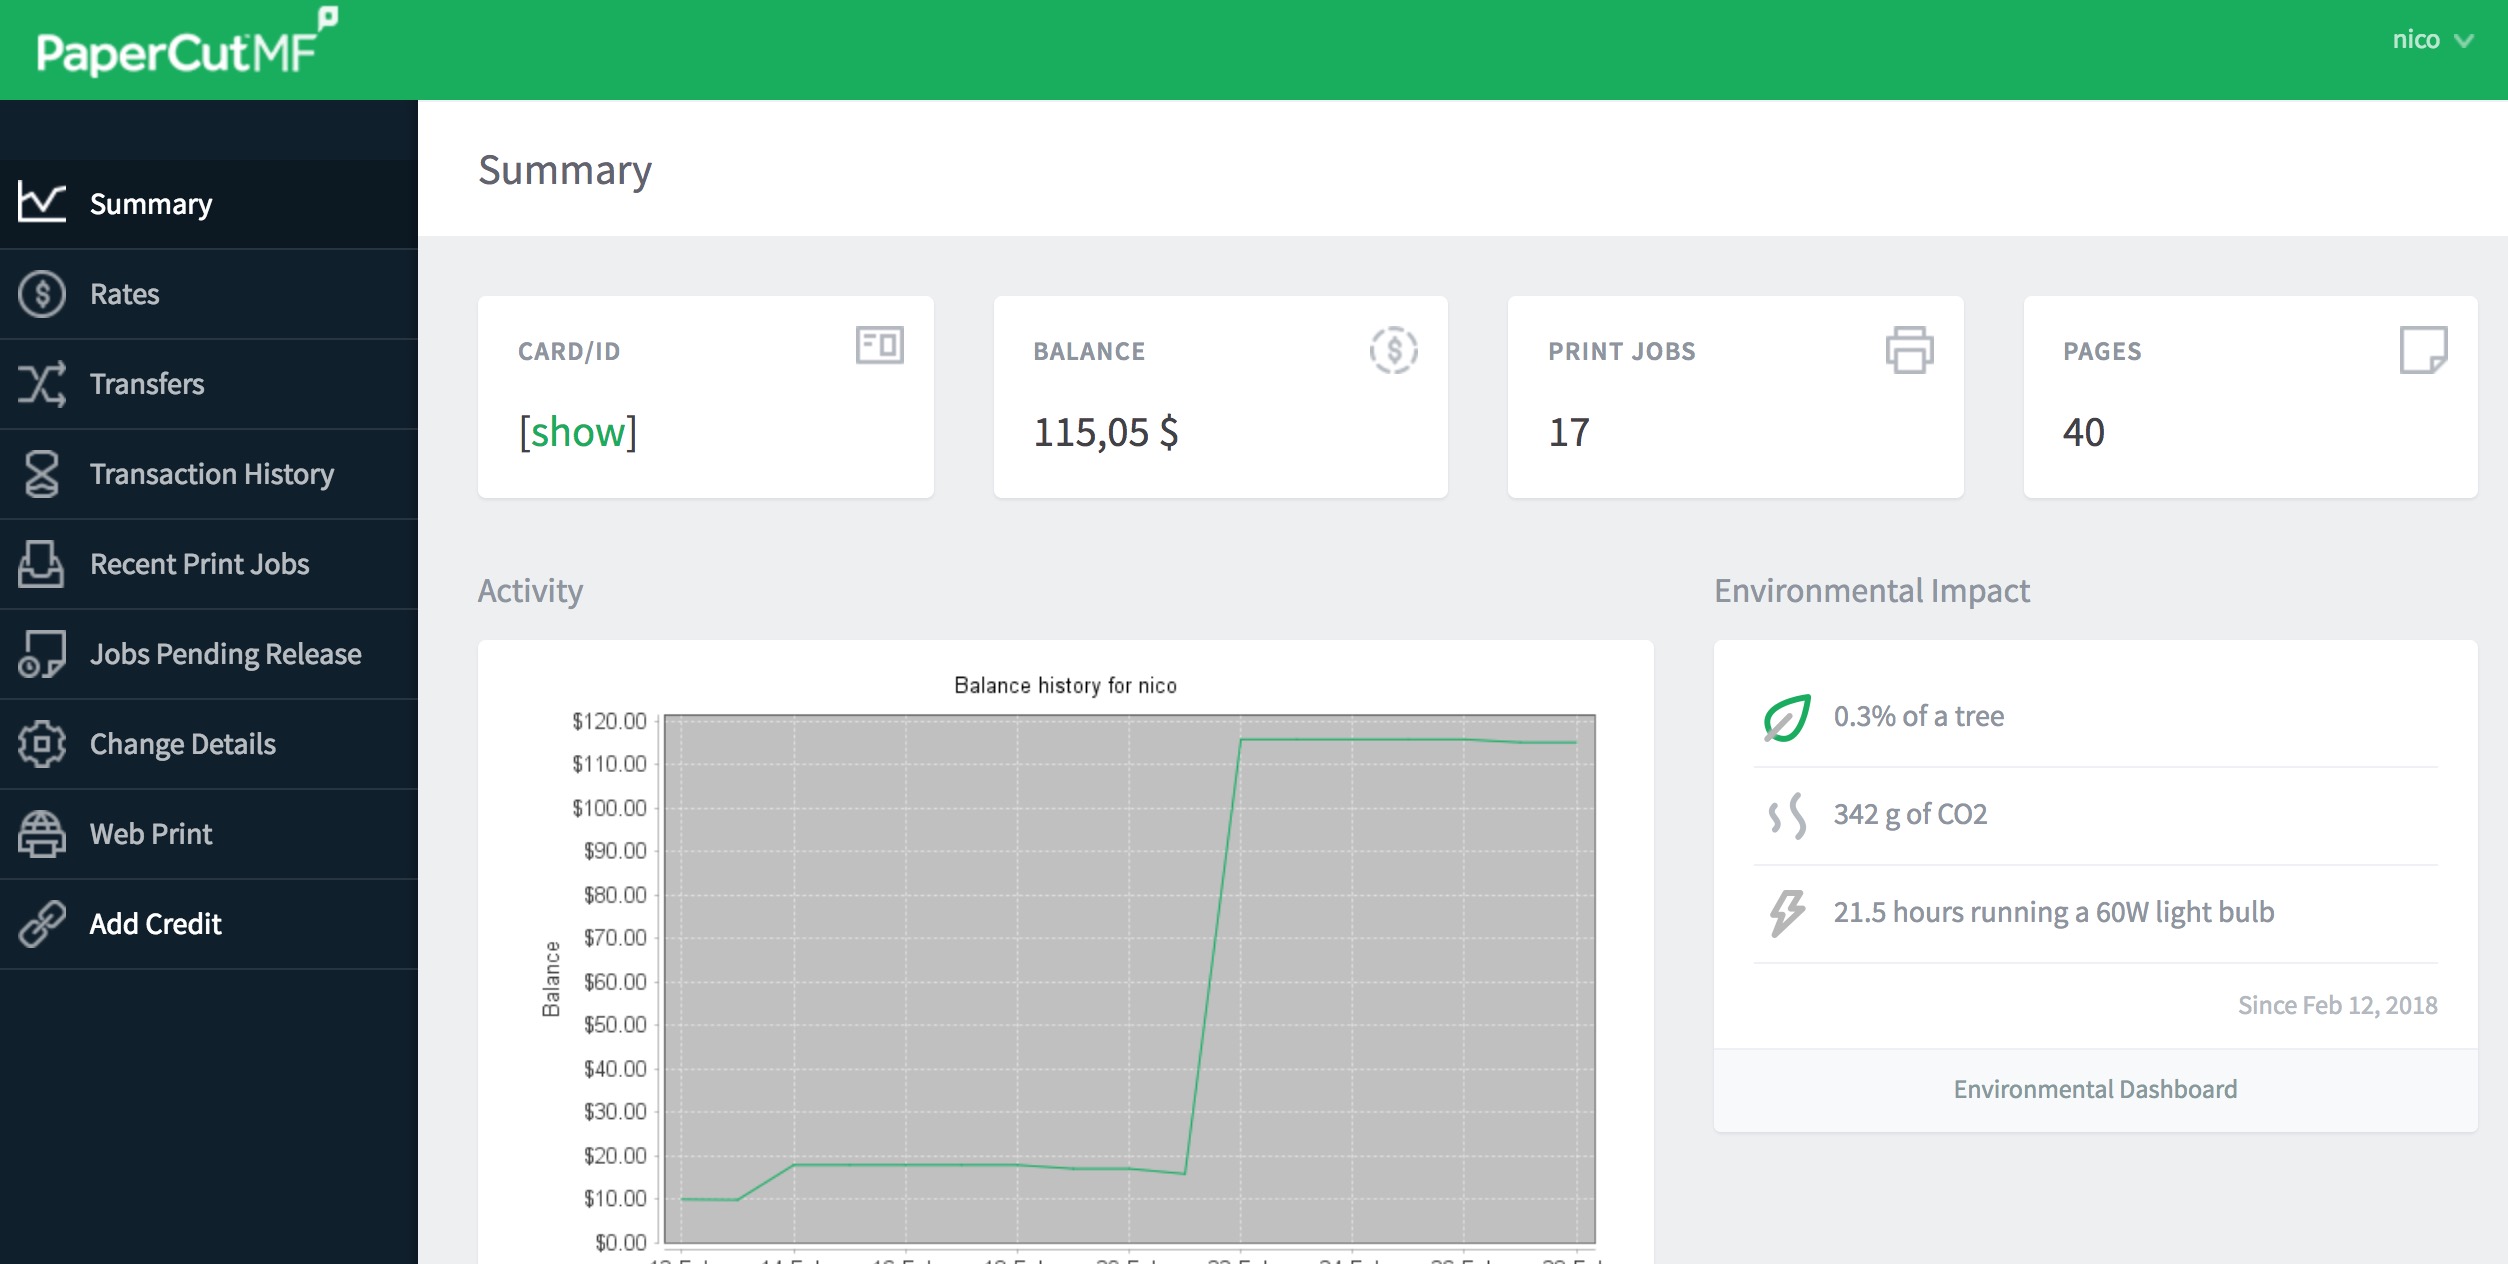 PaperCut MF
nico
Summary
Rates
Transfers
Transaction History
Recent Print Jobs
Jobs Pending Release
Change Details
Web Print
Add Credit
Summary
CARD/ID
[show]
BALANCE
115,05 $
PRINT JOBS
17
PAGES
40
Activity
Balance history for nico
Balance
$120.00
$110.00
$100.00
$90.00
$80.00
$70.00
$60.00
$50.00
$40.00
$30.00
$20.00
$10.00
$0.00
Environmental Impact
0.3% of a tree
342 g of CO2
21.5 hours running a 60W light bulb
Since Feb 12, 2018
Environmental Dashboard